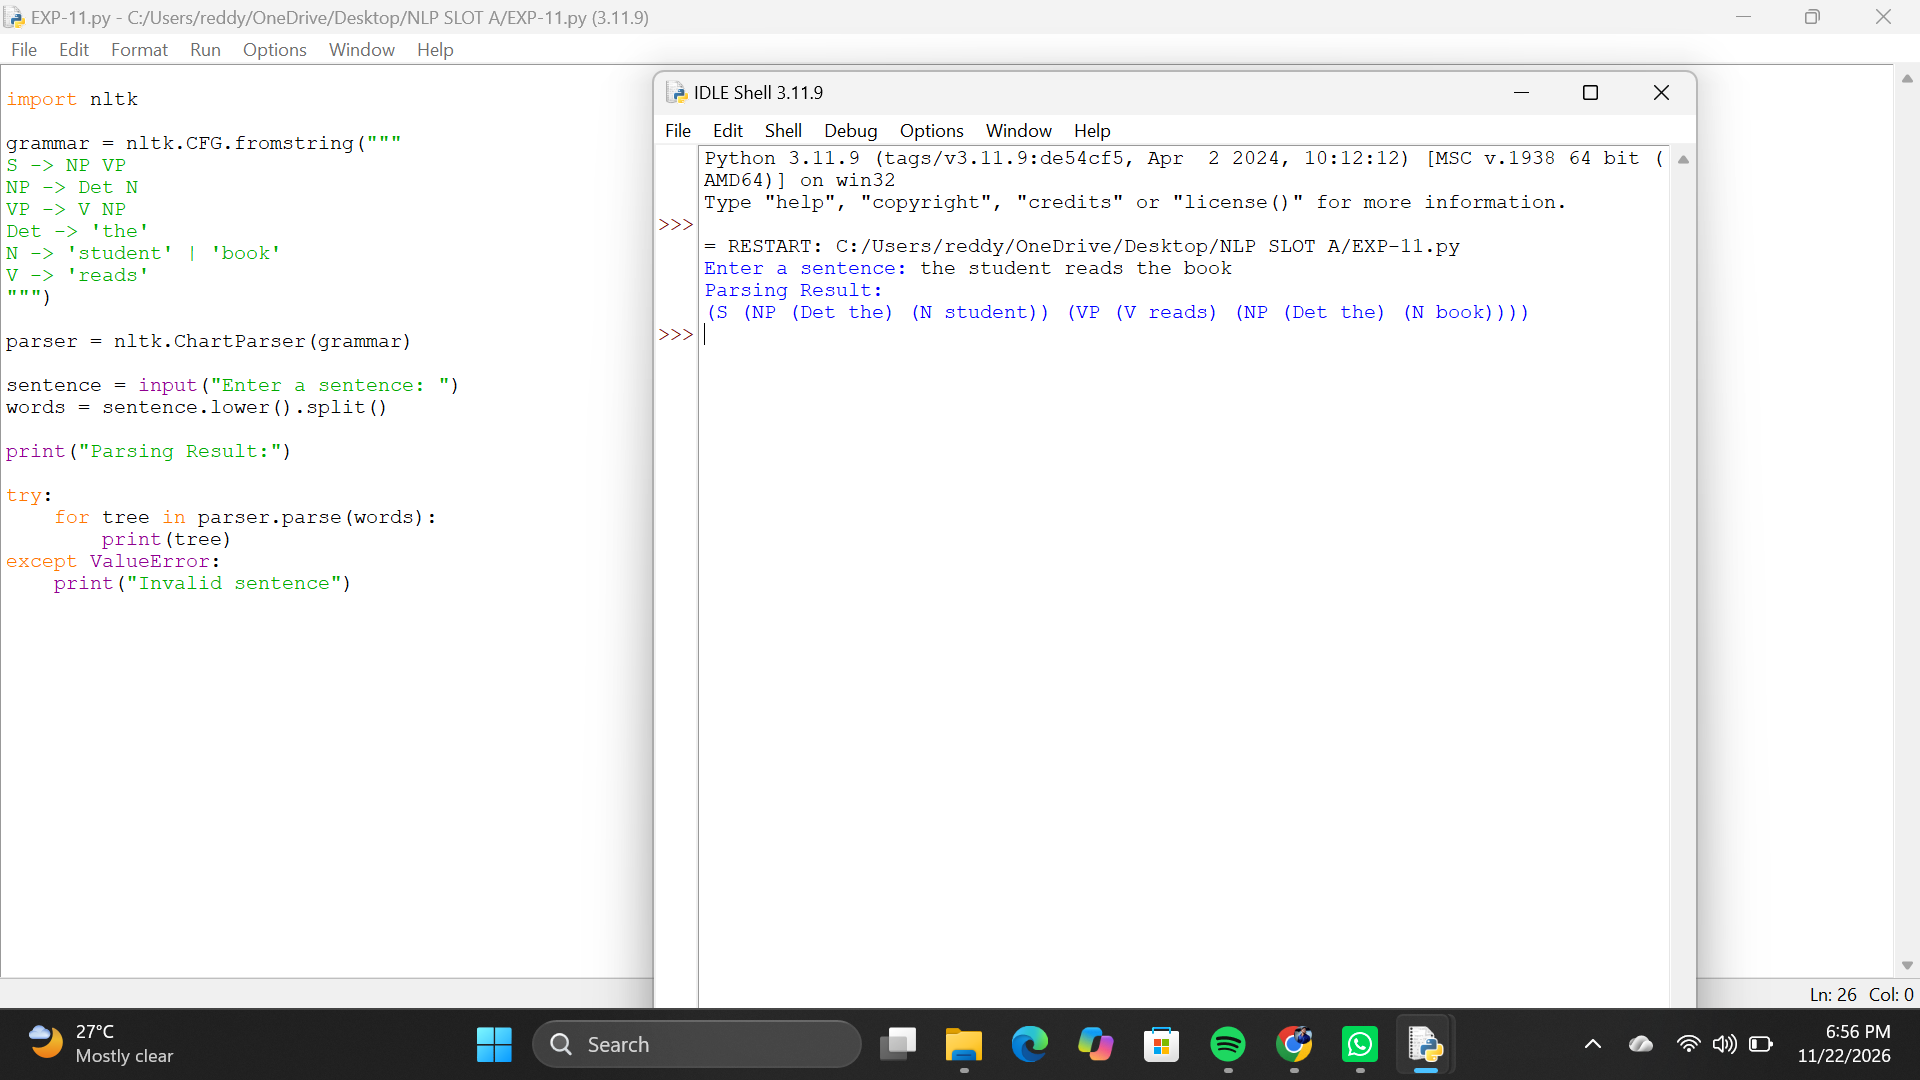 EXP-11.py - C:/Users/reddy/OneDrive/Desktop/NLP SLOT A/EXP-11.py (3.11.9)
File Edit Format Run Options Window Help
import nltk
grammar = nltk.CFG.fromstring("""
S -> NP VP
NP -> Det N
VP -> V NP
Det -> 'the'
N -> 'student' | 'book'
V -> 'reads'
""")
parser = nltk.ChartParser(grammar)
sentence = input("Enter a sentence: ")
words = sentence.lower().split()
print("Parsing Result:")
try:
    for tree in parser.parse(words):
        print(tree)
except ValueError:
    print("Invalid sentence")
IDLE Shell 3.11.9
File Edit Shell Debug Options Window Help
Python 3.11.9 (tags/v3.11.9:de54cf5, Apr  2 2024, 10:12:12) [MSC v.1938 64 bit (
AMD64)] on win32
Type "help", "copyright", "credits" or "license()" for more information.
>>>
= RESTART: C:/Users/reddy/OneDrive/Desktop/NLP SLOT A/EXP-11.py
Enter a sentence: the student reads the book
Parsing Result:
(S (NP (Det the) (N student)) (VP (V reads) (NP (Det the) (N book))))
>>>
Ln: 26 Col: 0
27°C
Mostly clear
Search
6:56 PM
11/22/2026